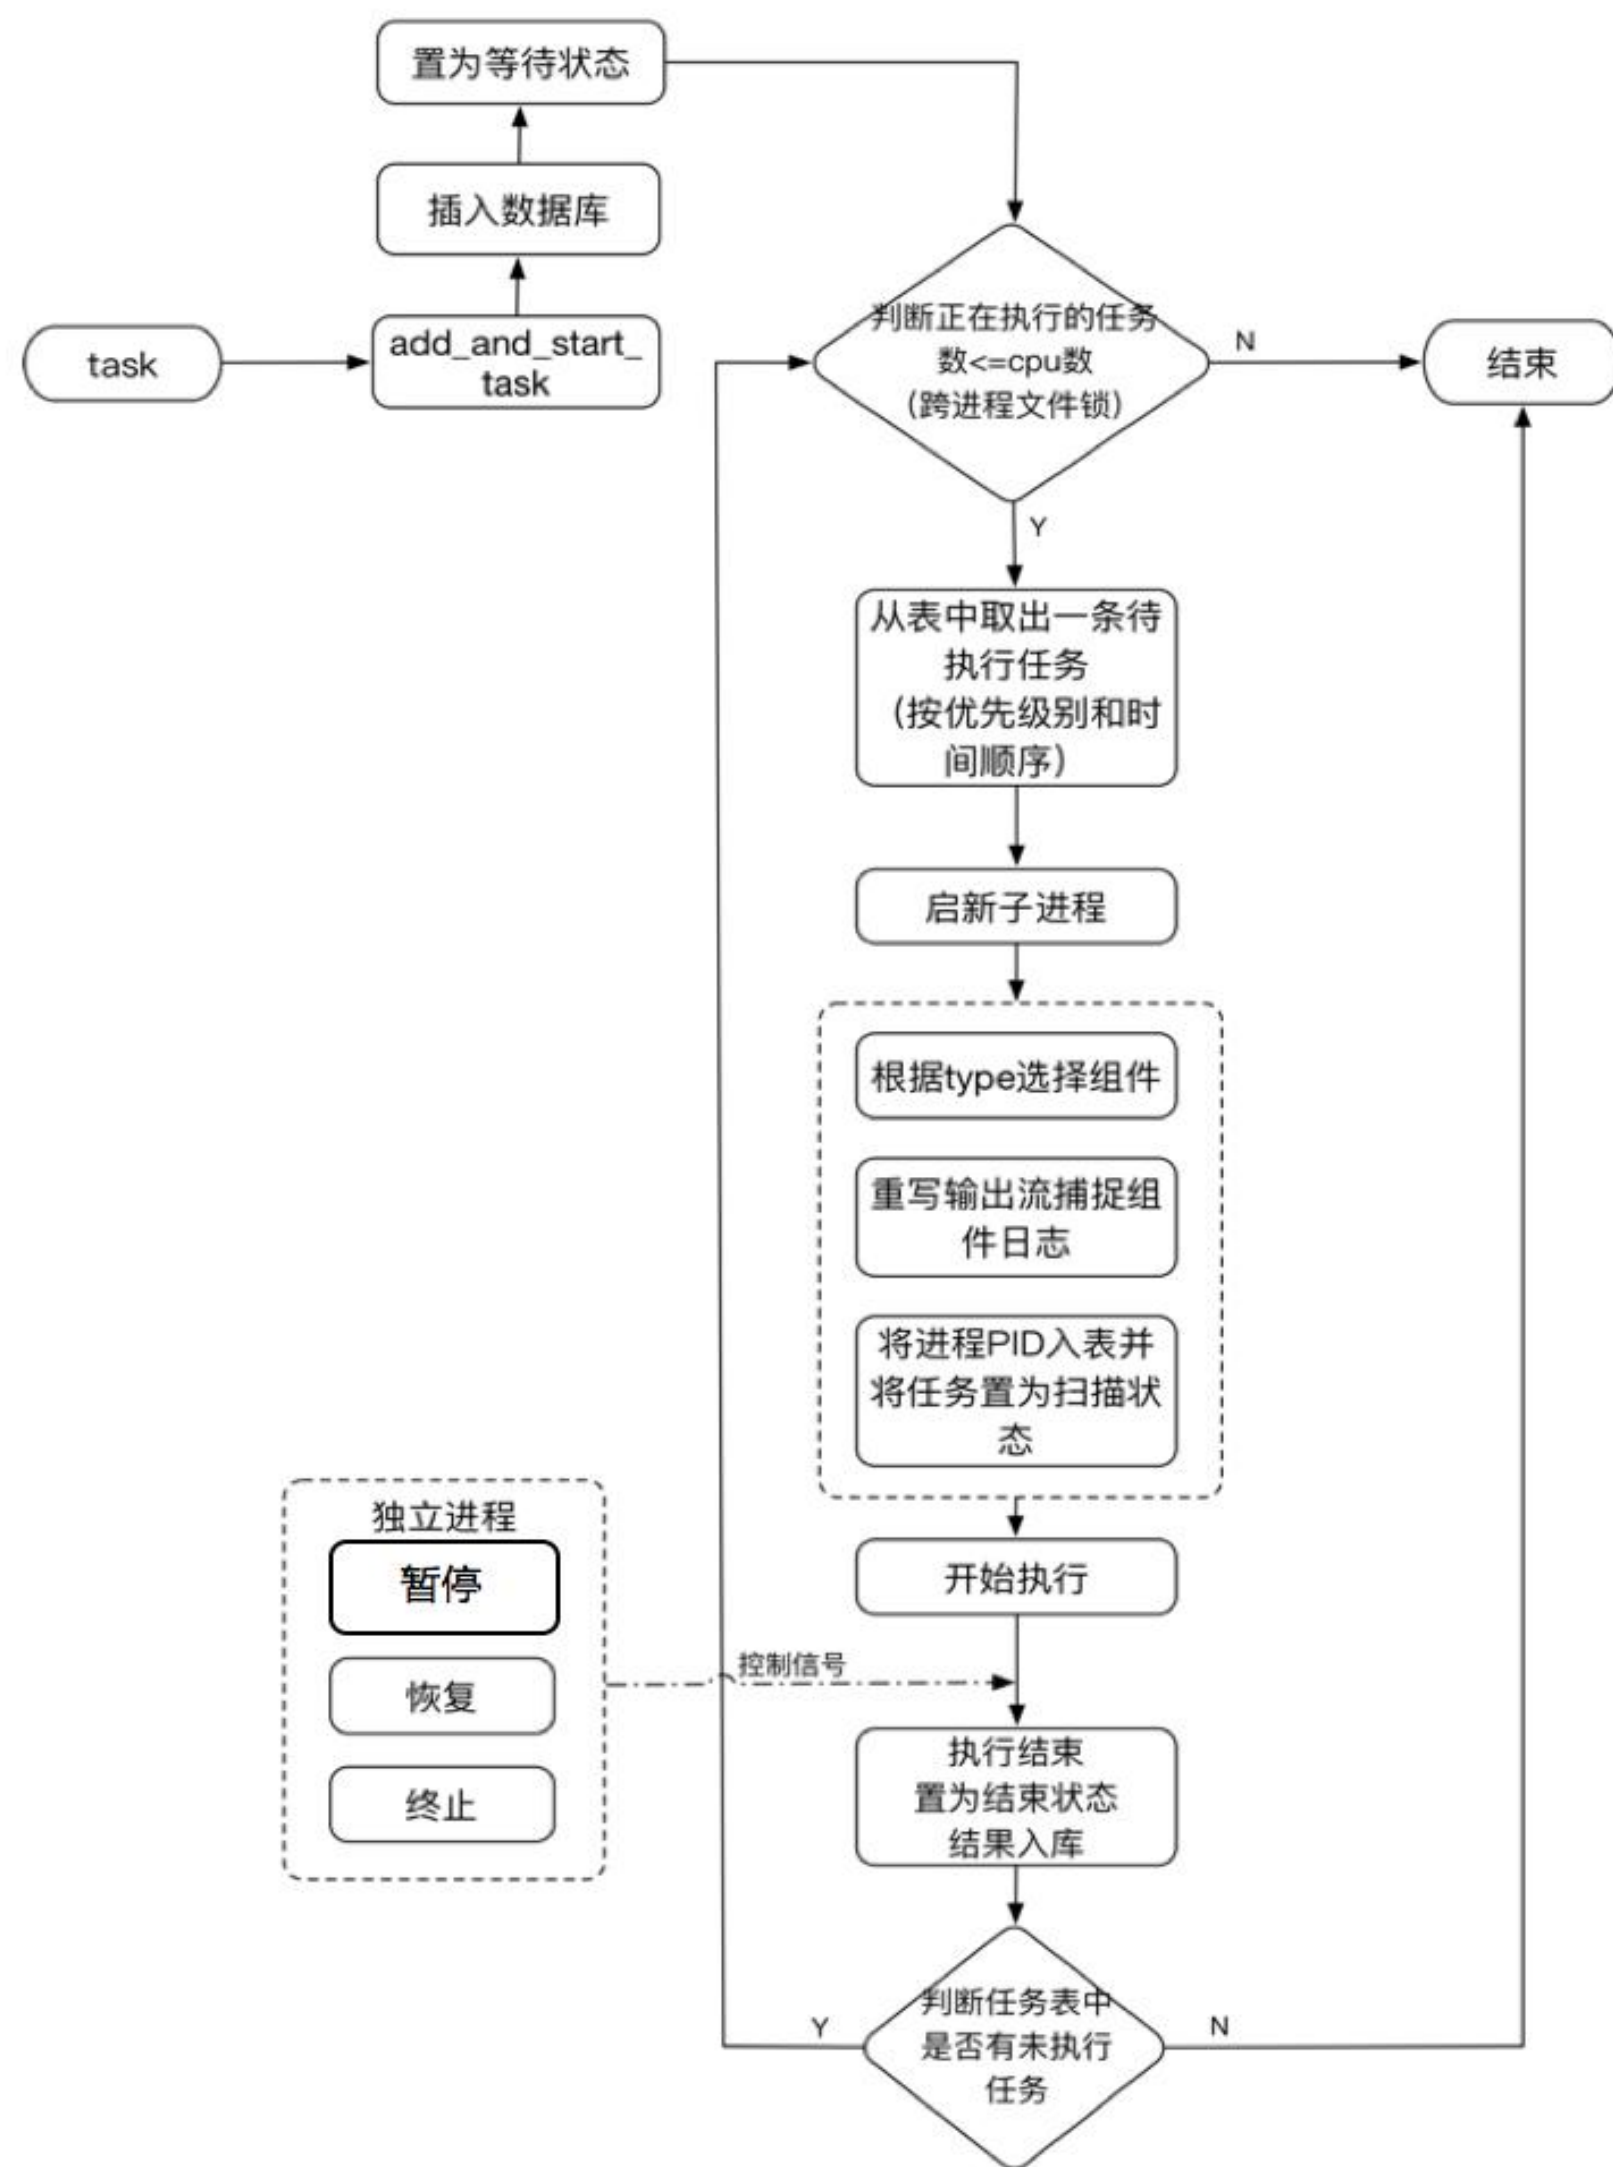 置为等待状态
插入数据库
task
add_and_start_
task
判断正在执行的任务
数<=cpu数
（跨进程文件锁）
N
结束
Y
从表中取出一条待
执行任务
（按优先级别和时
间顺序）
启新子进程
根据type选择组件
重写输出流捕捉组
件日志
将进程PID入表并
将任务置为扫描状
态
独立进程
暂停
恢复
终止
开始执行
控制信号
执行结束
置为结束状态
结果入库
判断任务表中
是否有未执行
任务
Y
N